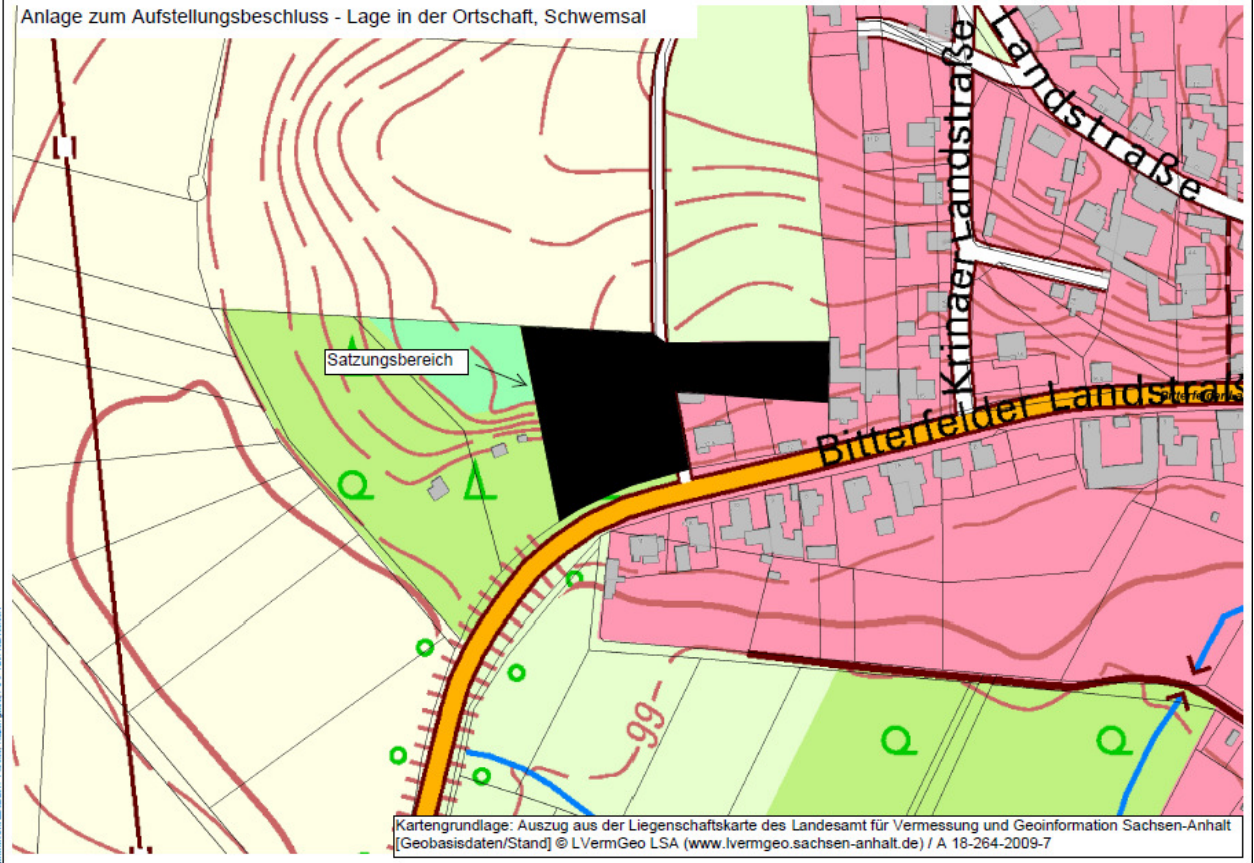 Anlage zum Aufstellungsbeschluss - Lage in der Ortschaft, Schwemsal
Landstraße
Krinaer Landstraße
Satzungsbereich
Bitterfelder Landstraß
99
Kartengrundlage: Auszug aus der Liegenschaftskarte des Landesamt für Vermessung und Geoinformation Sachsen-Anhalt
[Geobasisdaten/Stand] © LVermGeo LSA (www.lvermgeo.sachsen-anhalt.de) / A 18-264-2009-7